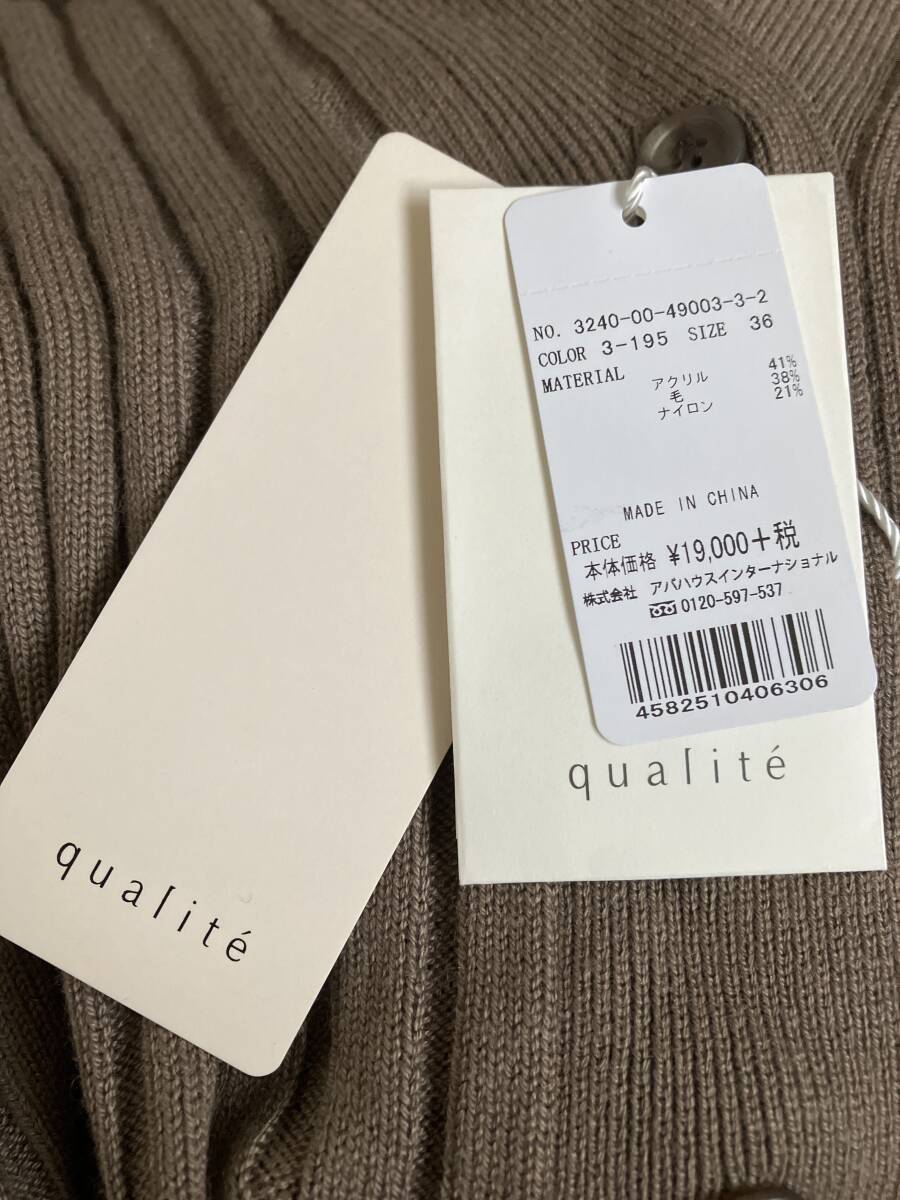 NO. 3240-00-49003-3-2
COLOR 3-195 SIZE 36
MATERIAL アクリル 41%
毛 38%
ナイロン 21%
MADE IN CHINA
PRICE
本体価格 ¥19,000+税
株式会社 アバハウスインターナショナル
0120-597-537
4582510406306
qualité
qualité